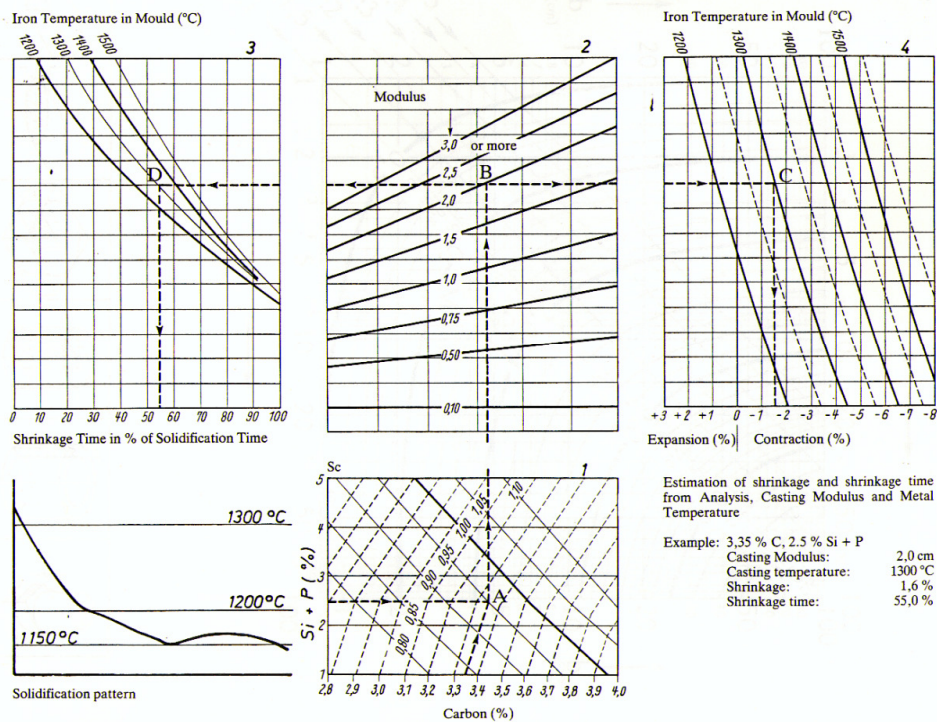 Iron Temperature in Mould (°C)
1200 1300 1400 1500
3
D
0 10 20 30 40 50 60 70 80 90 100
Shrinkage Time in % of Solidification Time
2
Modulus
3,0 or more
2,5
B
2,0
1,5
1,0
0,75
0,50
0,10
Iron Temperature in Mould (°C)
1200 1300 1400 1500
4
C
+3 +2 +1 0 -1 -2 -3 -4 -5 -6 -7 -8
Expansion (%) Contraction (%)
1300 °C
1200°C
1150°C
Solidification pattern
Sc
1
Si + P (%)
5
4
3
2
1
0,80 0,85 0,90 0,95 1,00 1,05 1,10
A
2,8 2,9 3,0 3,1 3,2 3,3 3,4 3,5 3,6 3,7 3,8 3,9 4,0
Carbon (%)
Estimation of shrinkage and shrinkage time
from Analysis, Casting Modulus and Metal
Temperature
Example: 3,35 % C, 2.5 % Si + P
Casting Modulus: 2,0 cm
Casting temperature: 1300 °C
Shrinkage: 1,6 %
Shrinkage time: 55,0 %